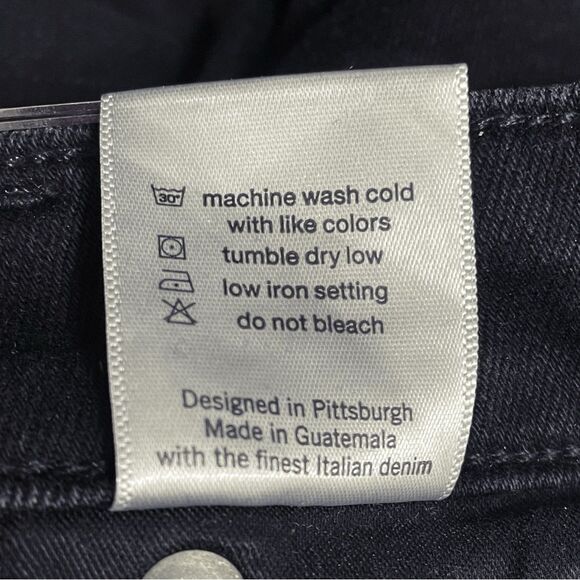 30° machine wash cold
with like colors
tumble dry low
low iron setting
do not bleach
Designed in Pittsburgh
Made in Guatemala
with the finest Italian denim